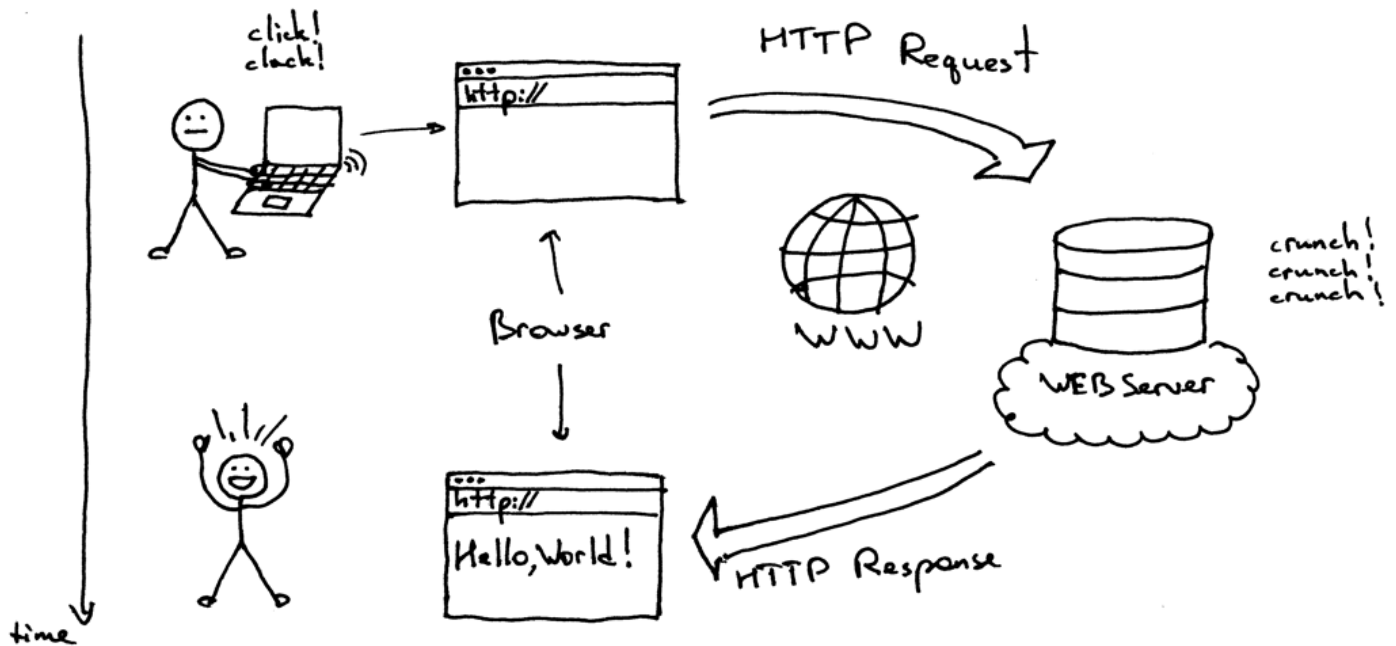 click!
clack!
http://
HTTP Request
crunch!
crunch!
crunch!
WWW
Browser
WEB Server
http://
Hello, World!
HTTP Response
time